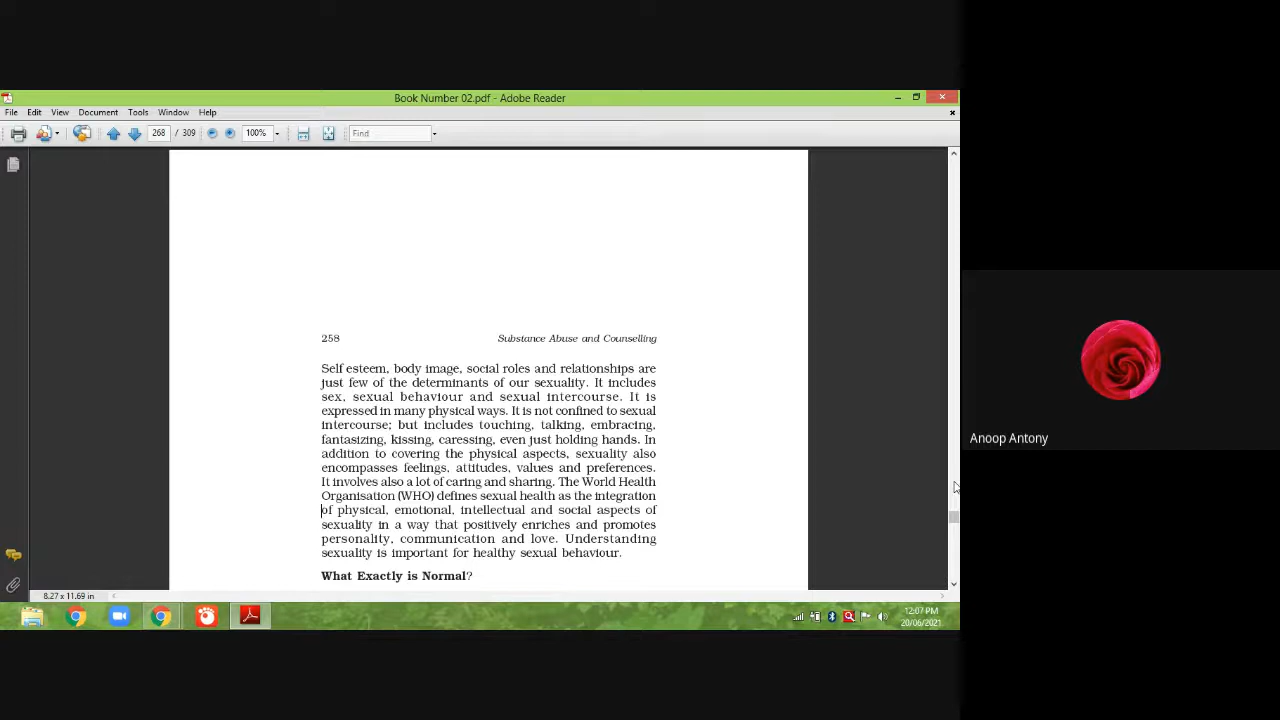 Book Number 02.pdf - Adobe Reader
File Edit View Document Tools Window Help
268 / 309 100% Find
258 Substance Abuse and Counselling
Self esteem, body image, social roles and relationships are
just few of the determinants of our sexuality. It includes
sex, sexual behaviour and sexual intercourse. It is
expressed in many physical ways. It is not confined to sexual
intercourse; but includes touching, talking, embracing,
fantasizing, kissing, caressing, even just holding hands. In
addition to covering the physical aspects, sexuality also
encompasses feelings, attitudes, values and preferences.
It involves also a lot of caring and sharing. The World Health
Organisation (WHO) defines sexual health as the integration
of physical, emotional, intellectual and social aspects of
sexuality in a way that positively enriches and promotes
personality, communication and love. Understanding
sexuality is important for healthy sexual behaviour.
What Exactly is Normal?
8.27 x 11.69 in
12:07 PM
20/06/2021
Anoop Antony